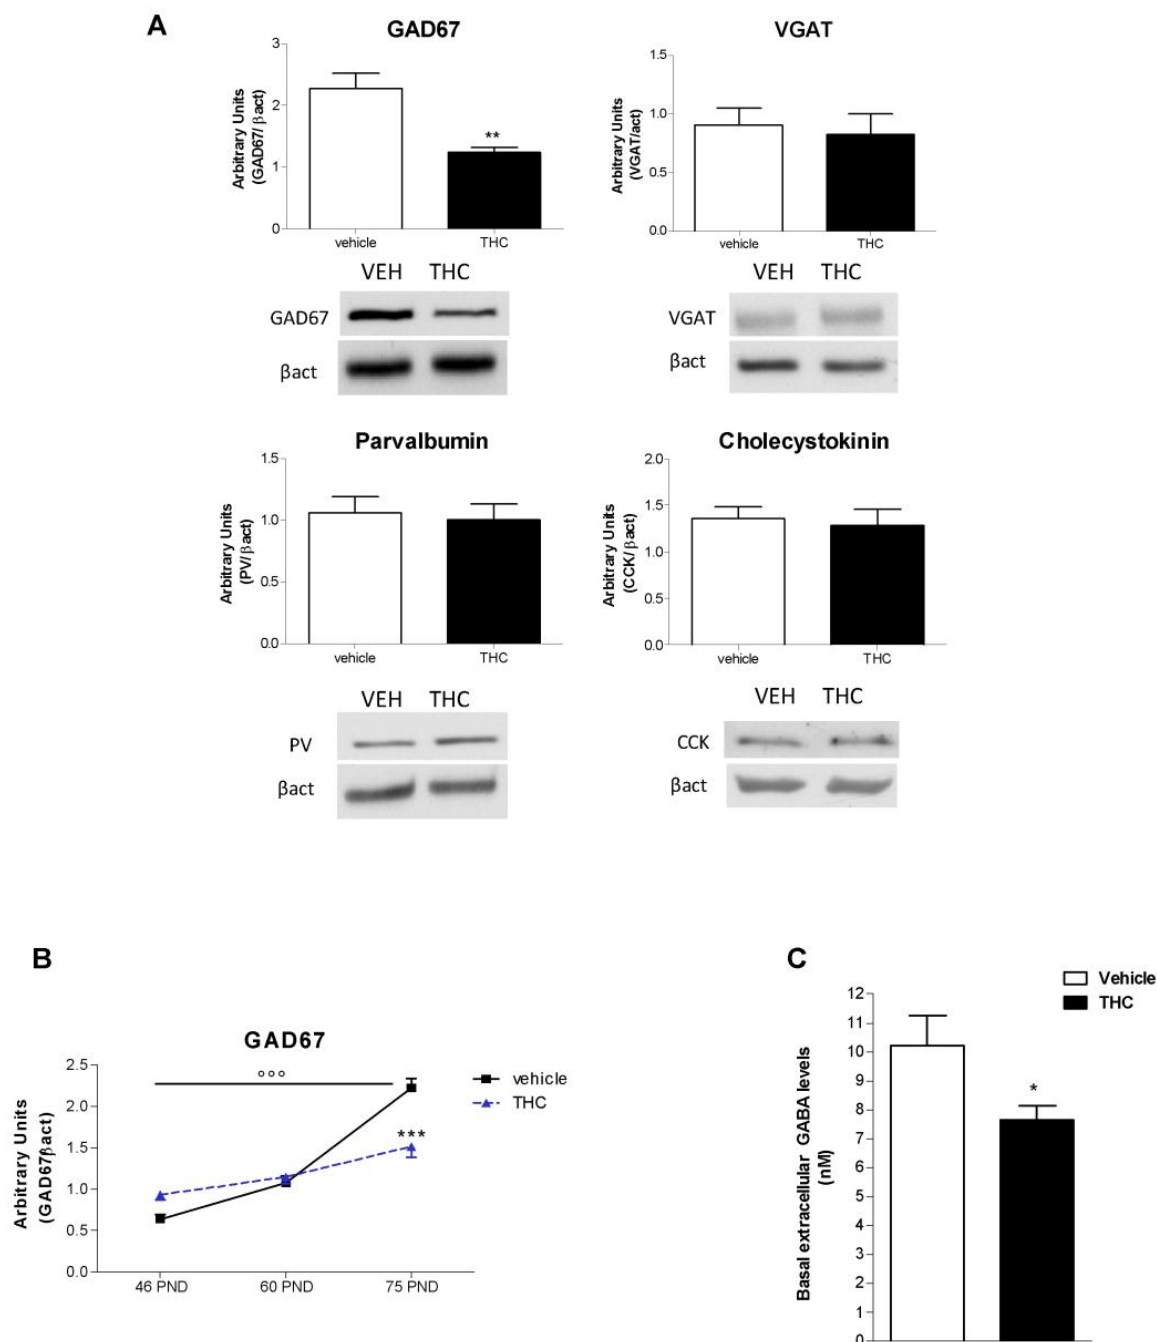 A
GAD67
VGAT
3
2
1
0
Arbitrary Units
(GAD67/βact)
**
vehicle
THC
1.5
1.0
0.5
0.0
Arbitrary Units
(VGAT/act)
vehicle
THC
VEH THC
GAD67
βact
VEH THC
VGAT
βact
Parvalbumin
Cholecystokinin
1.5
1.0
0.5
0.0
Arbitrary Units
(PV/βact)
vehicle
THC
2.0
1.5
1.0
0.5
0.0
Arbitrary Units
(CCK/βact)
vehicle
THC
VEH THC
PV
βact
VEH THC
CCK
βact
B
GAD67
2.5
2.0
1.5
1.0
0.5
0.0
Arbitrary Units
(GAD67βact)
°°°
***
vehicle
THC
46 PND
60 PND
75 PND
C
Vehicle
THC
12
11
10
9
8
7
6
5
4
3
2
1
0
Basal extracellular GABA levels
(nM)
*